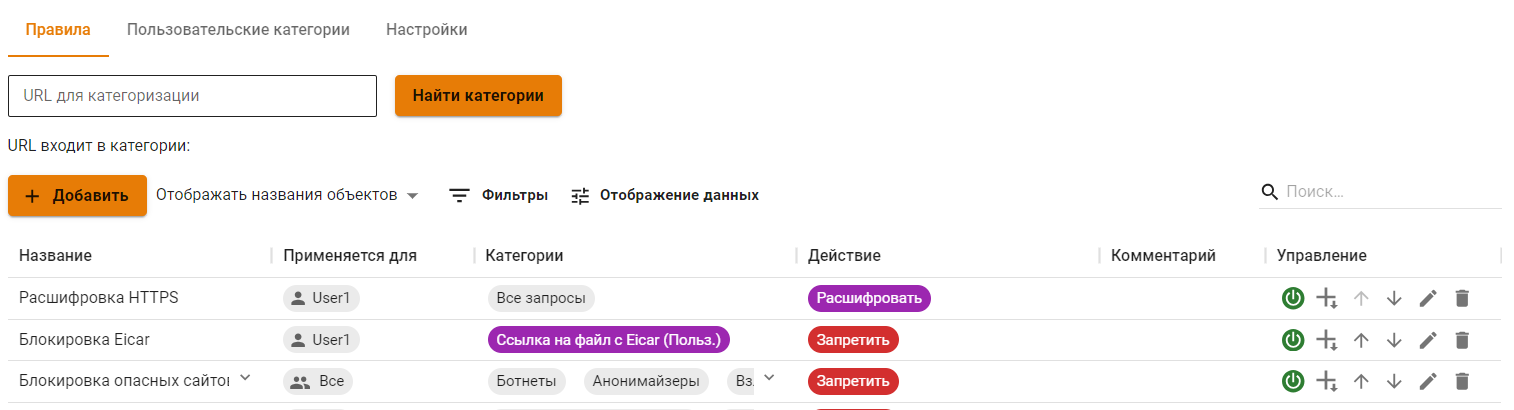 Правила Пользовательские категории Настройки
URL для категоризации Найти категории
URL входит в категории:
Добавить Отображать названия объектов Фильтры Отображение данных Поиск...
Название Применяется для Категории Действие Комментарий Управление
Расшифровка HTTPS User1 Все запросы Расшифровать
Блокировка Eicar User1 Ссылка на файл с Eicar (Польз.) Запретить
Блокировка опасных сайтов Все Ботнеты Анонимайзеры Запретить